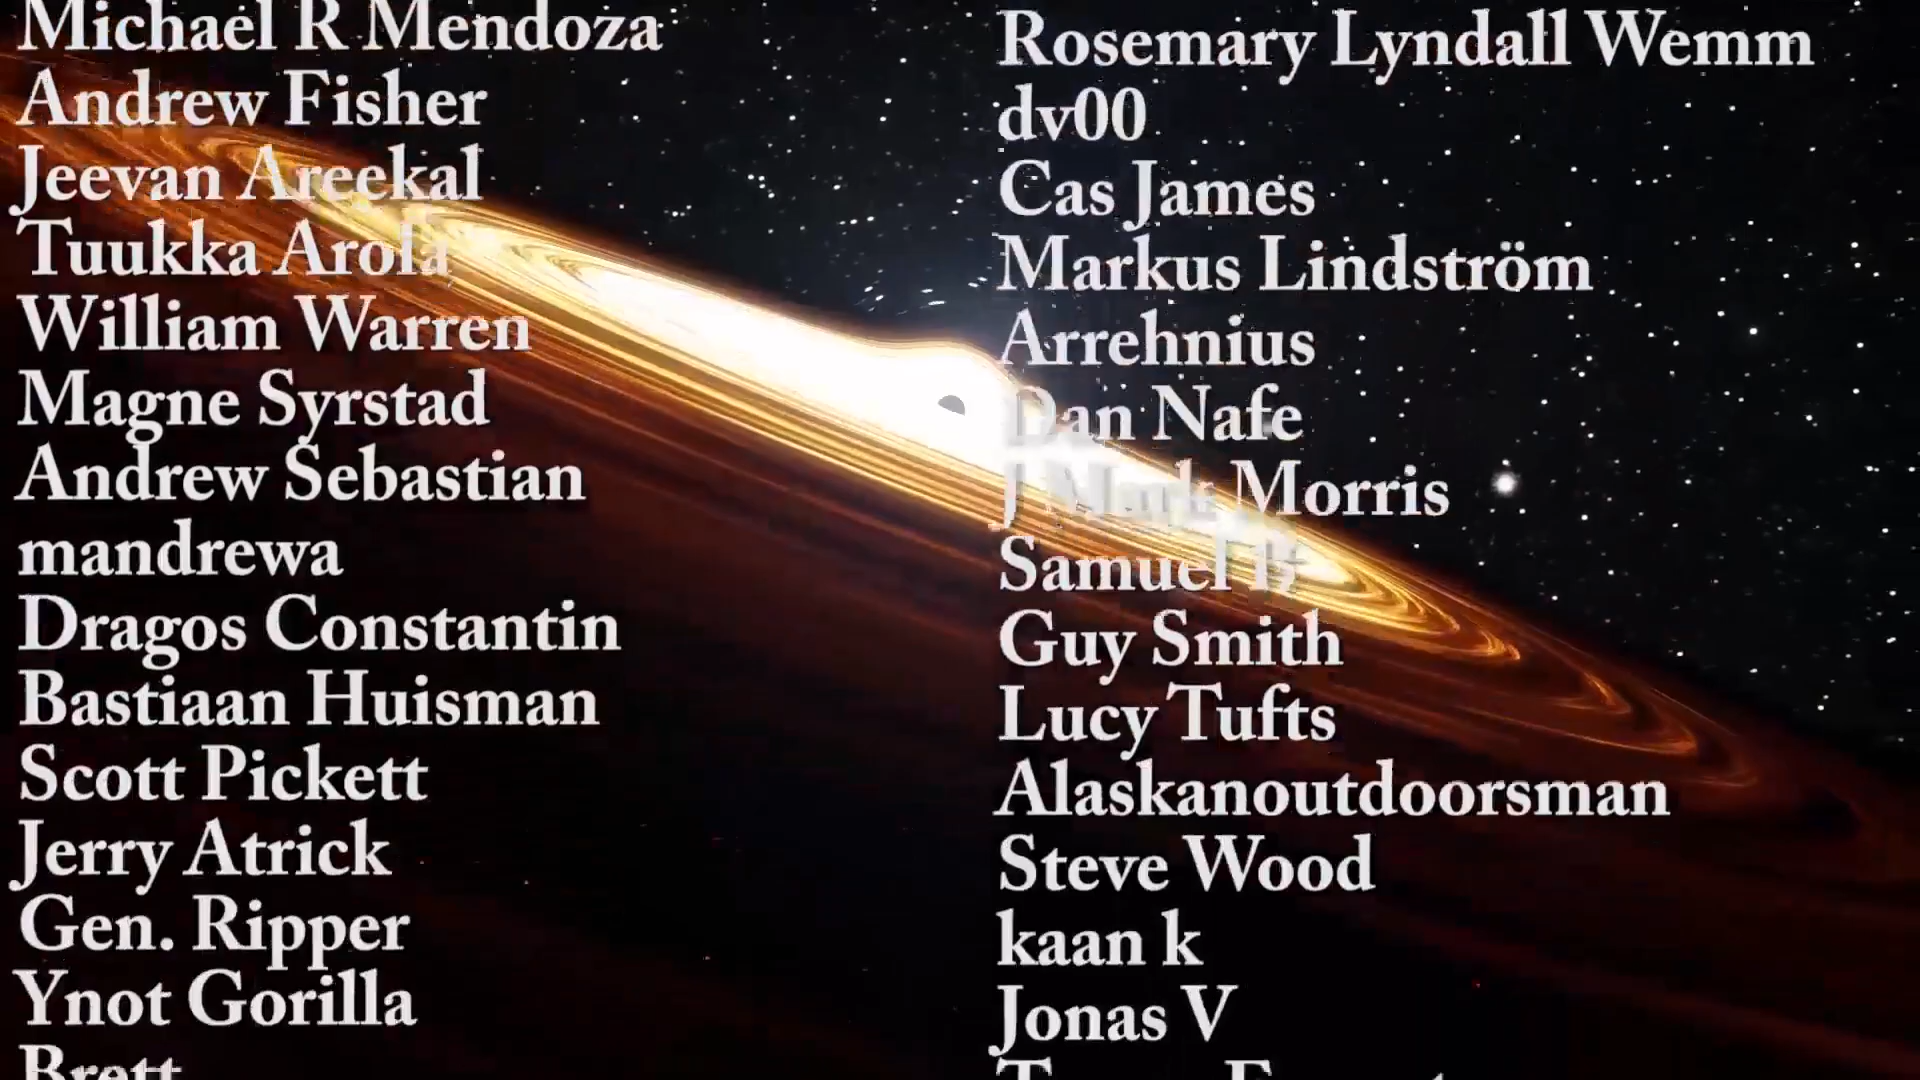 Michael R Mendoza
Andrew Fisher
Jeevan Areekal
Tuukka Arola
William Warren
Magne Syrstad
Andrew Sebastian
mandrewa
Dragos Constantin
Bastiaan Huisman
Scott Pickett
Jerry Atrick
Gen. Ripper
Ynot Gorilla
Brett
Rosemary Lyndall Wemm
dv00
Cas James
Markus Lindström
Arrehnius
Dan Nafe
J Mark Morris
Samuel
Guy Smith
Lucy Tufts
Alaskanoutdoorsman
Steve Wood
kaan k
Jonas V